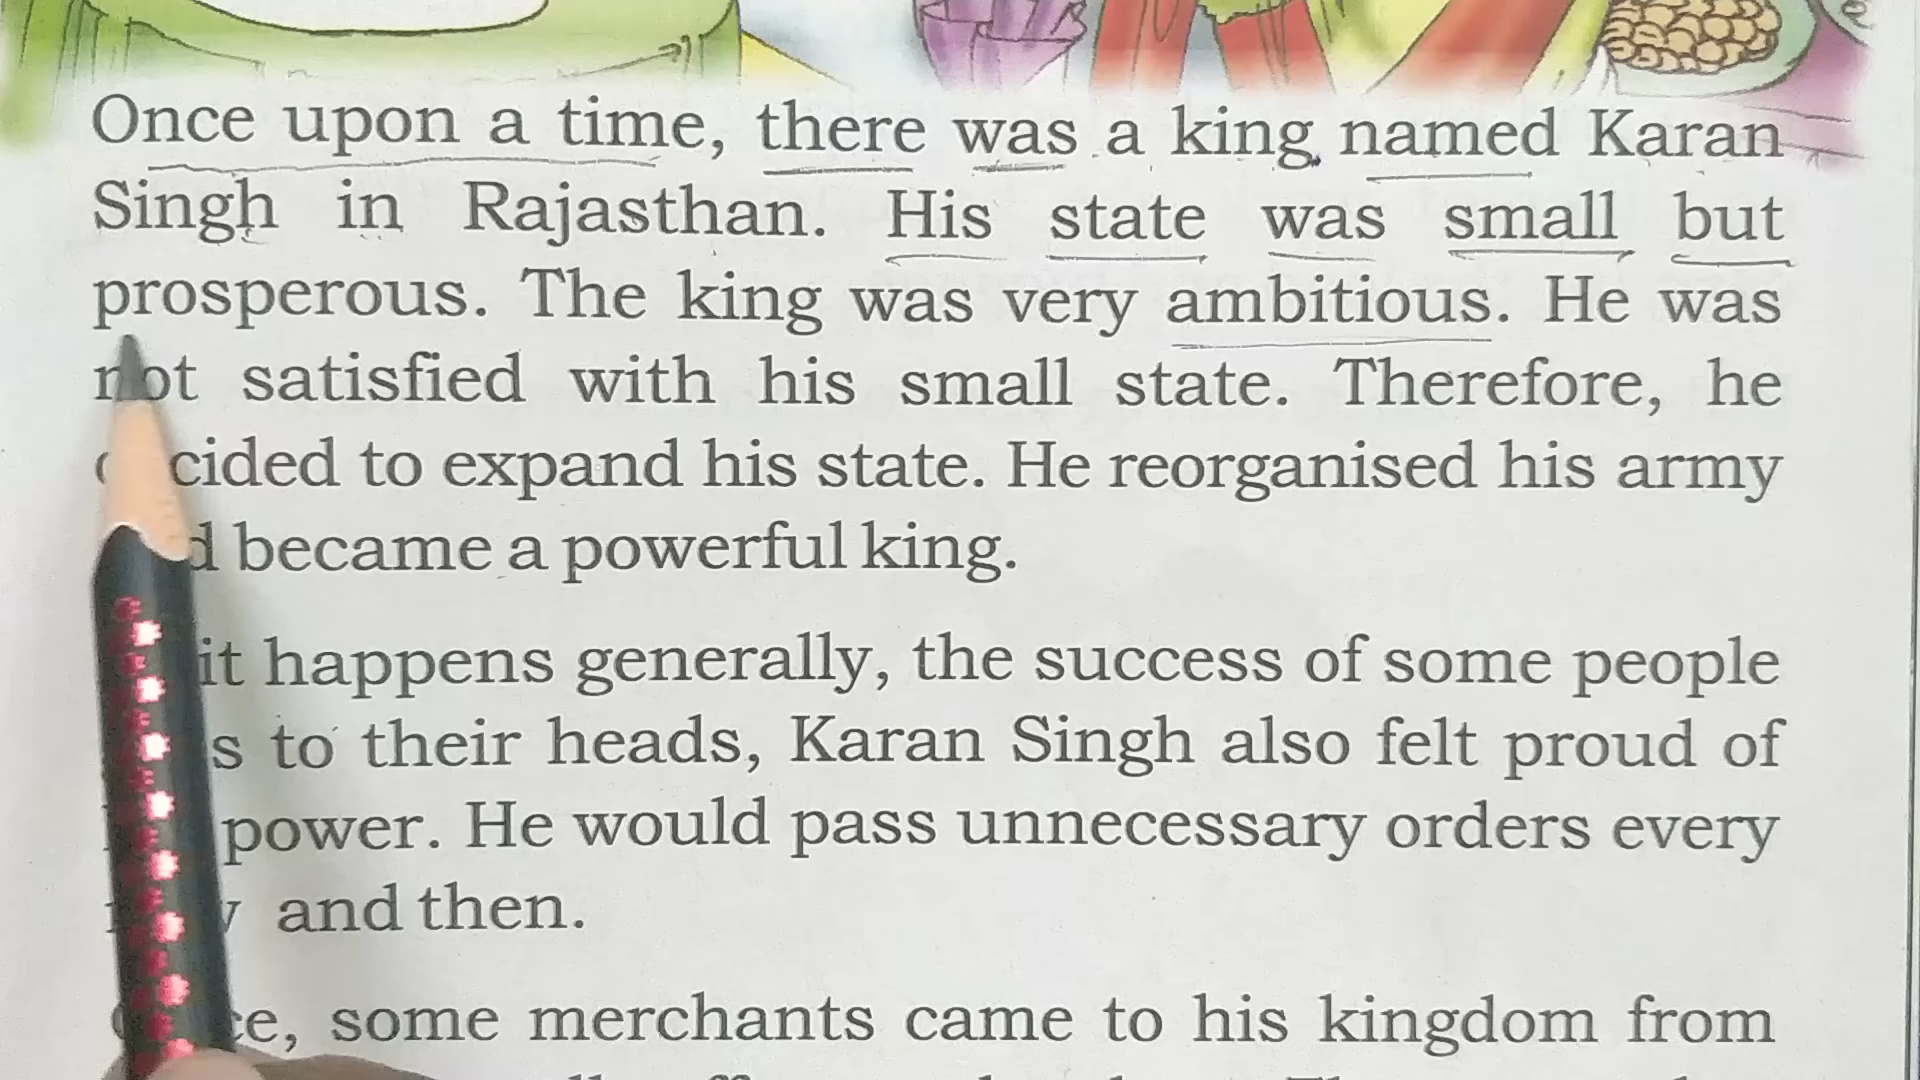 Once upon a time, there was a king named Karan
Singh in Rajasthan. His state was small but
prosperous. The king was very ambitious. He was
not satisfied with his small state. Therefore, he
decided to expand his state. He reorganised his army
became a powerful king.
it happens generally, the success of some people
to their heads, Karan Singh also felt proud of
power. He would pass unnecessary orders every
and then.
some merchants came to his kingdom from